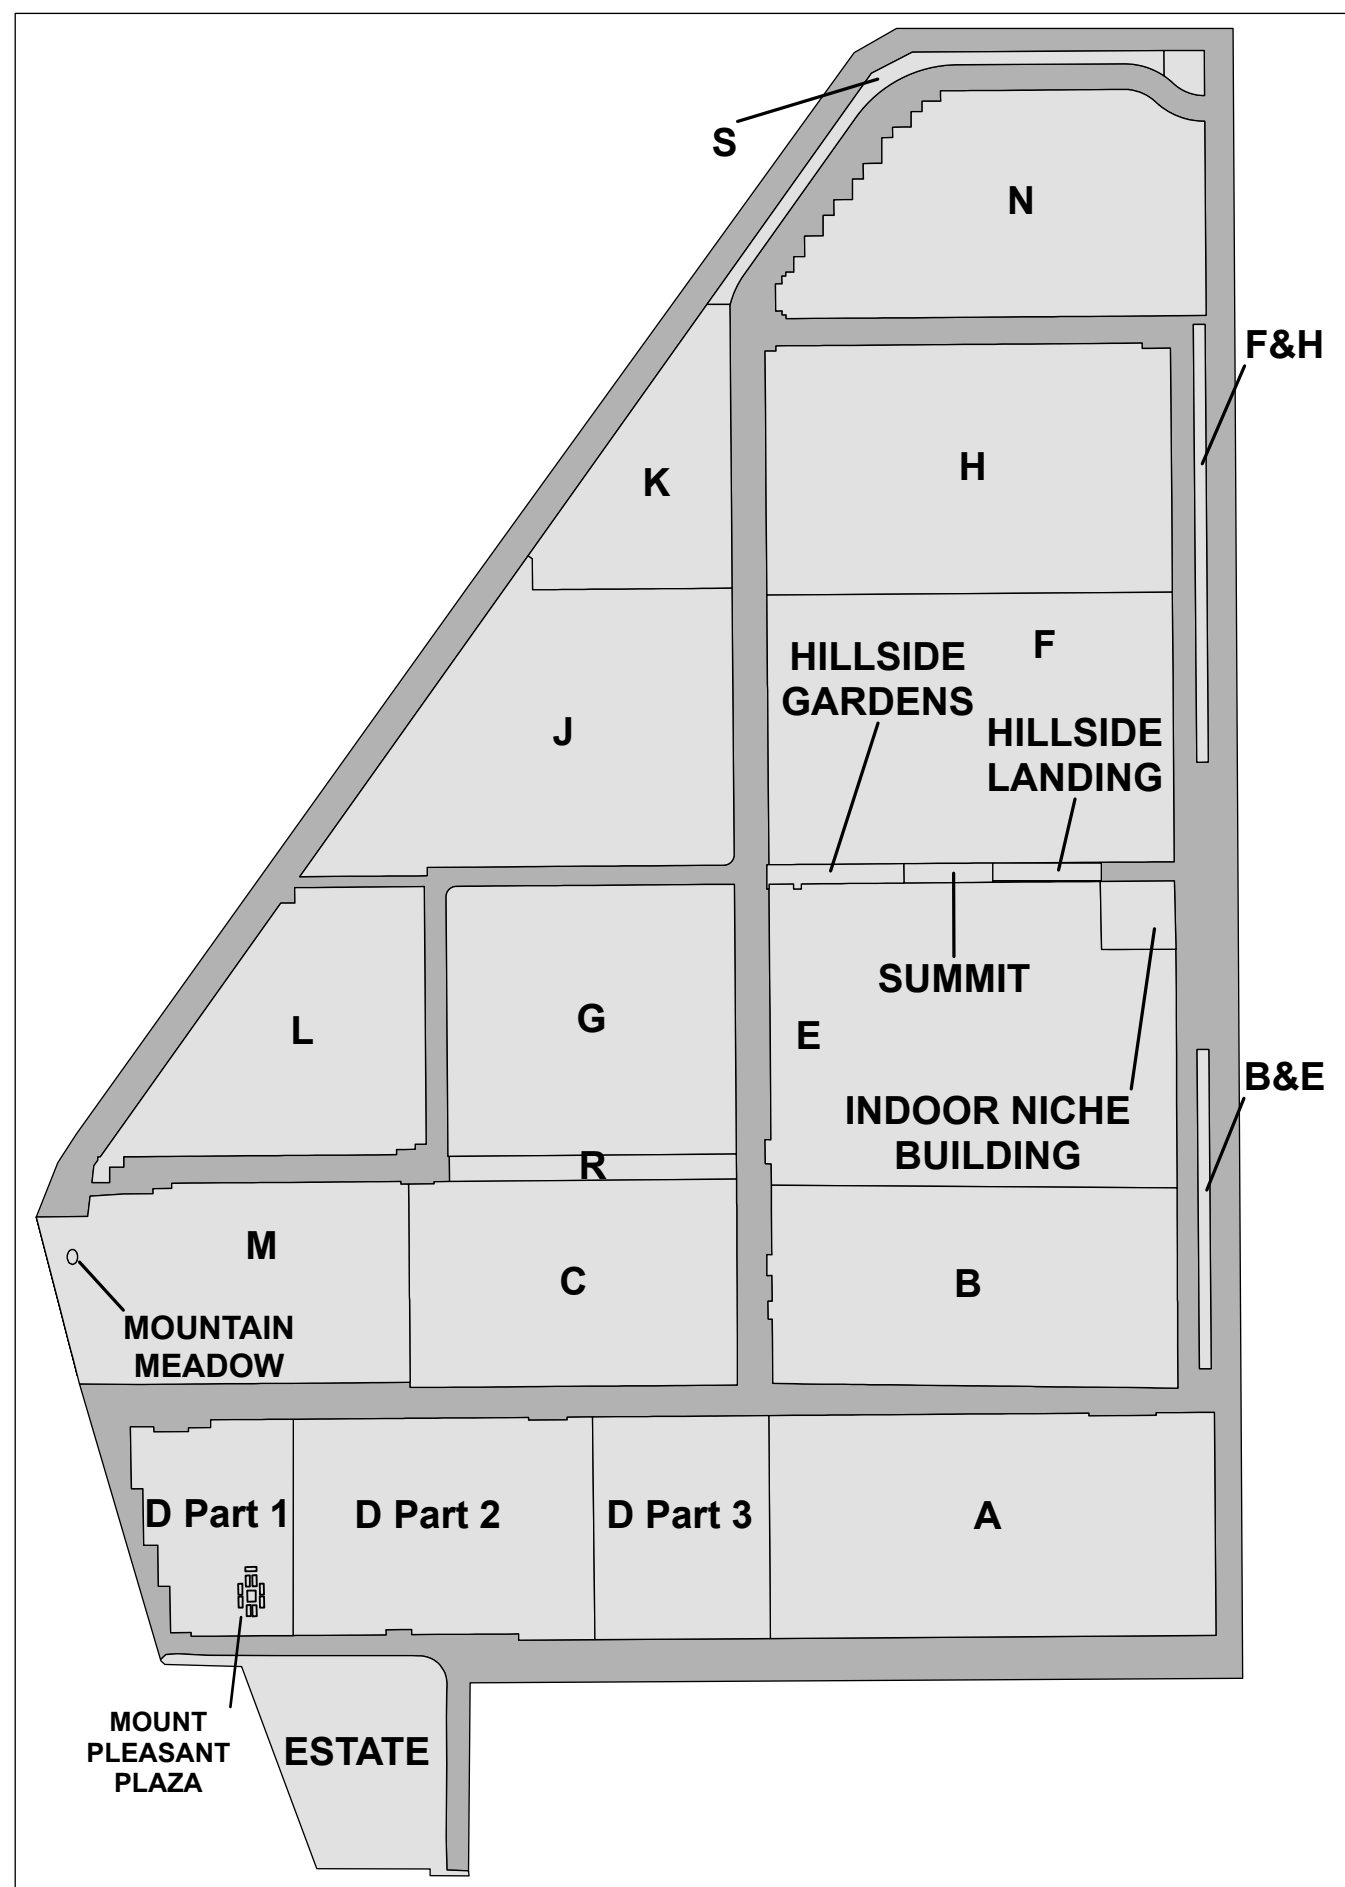 S
N
F&H
K
H
F
HILLSIDE
GARDENS
J
HILLSIDE
LANDING
SUMMIT
G
L
E
B&E
INDOOR NICHE
BUILDING
R
M
C
B
MOUNTAIN
MEADOW
D Part 1
D Part 2
D Part 3
A
MOUNT
PLEASANT
PLAZA
ESTATE